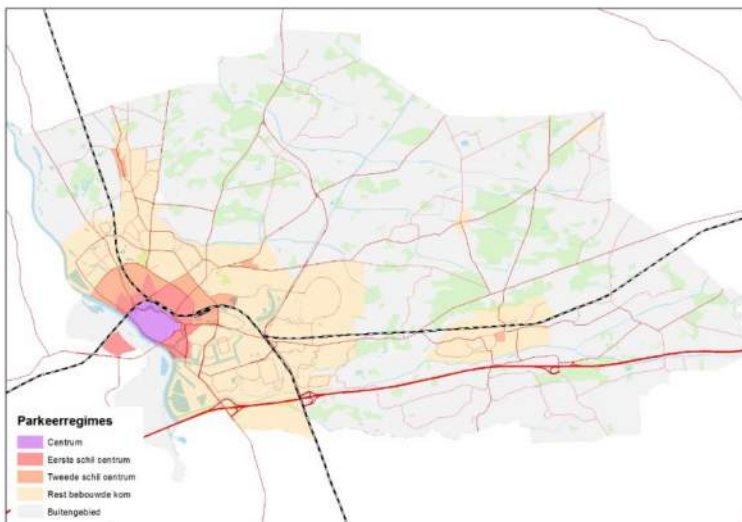 Parkeerregimes
Centrum
Eerste schil centrum
Tweede schil centrum
Rest bebouwde kom
Buitengebied